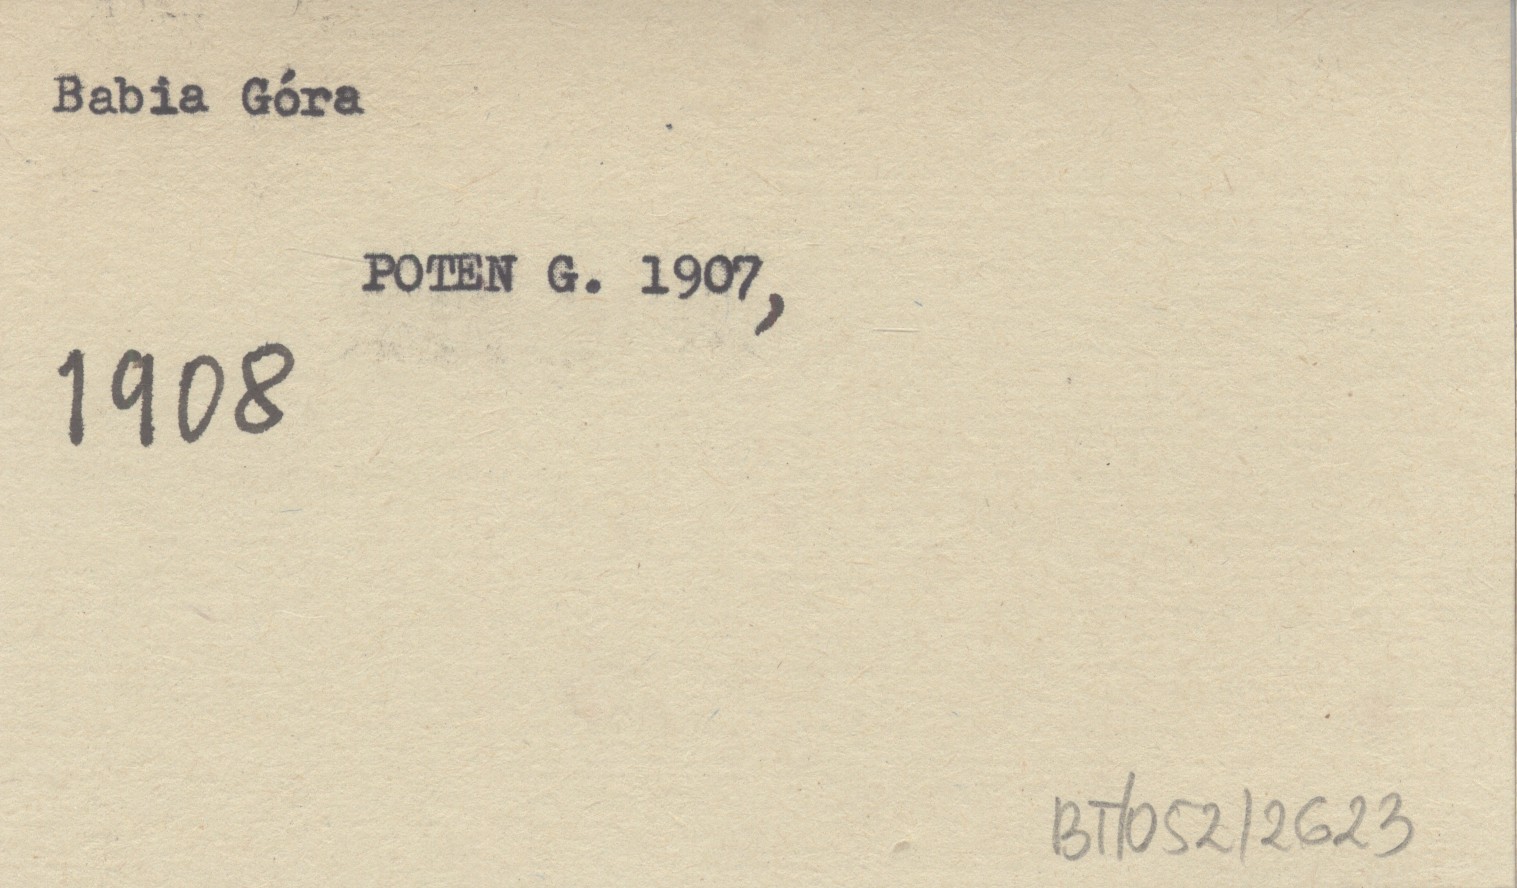 Babia Góra
POTEN G. 1907,
1908
BT/052/2623